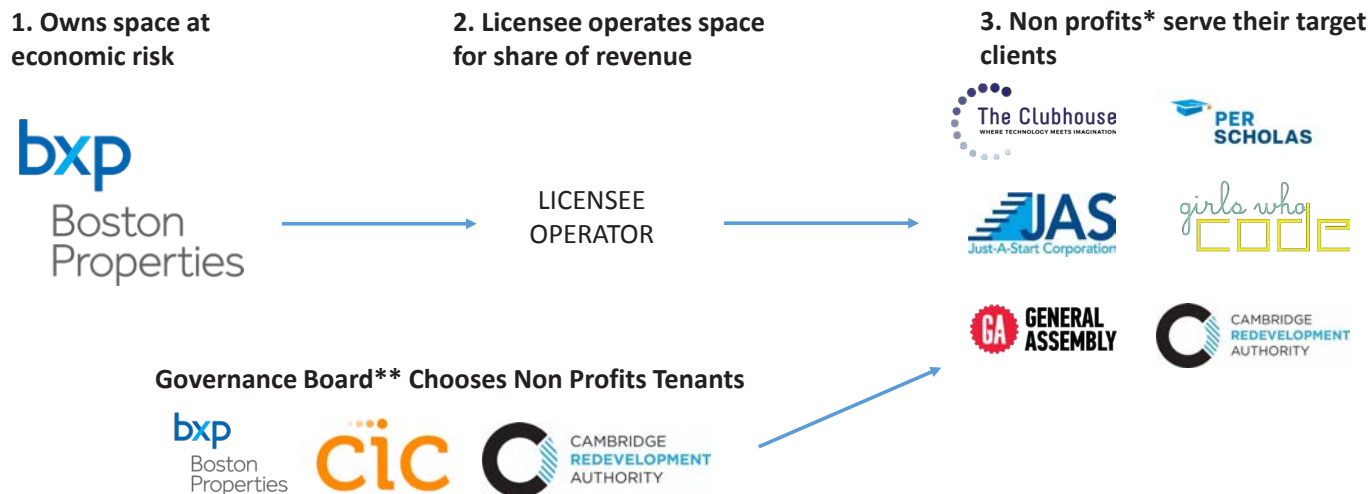 1. Owns space at
economic risk
2. Licensee operates space
for share of revenue
3. Non profits* serve their target
clients
bxp
Boston
Properties
LICENSEE
OPERATOR
The Clubhouse
WHERE TECHNOLOGY MEETS IMAGINATION
PER
SCHOLAS
JAS
Just-A-Start Corporation
girls who
code
GA GENERAL
ASSEMBLY
CAMBRIDGE
REDEVELOPMENT
AUTHORITY
Governance Board** Chooses Non Profits Tenants
bxp
Boston
Properties
cic
CAMBRIDGE
REDEVELOPMENT
AUTHORITY